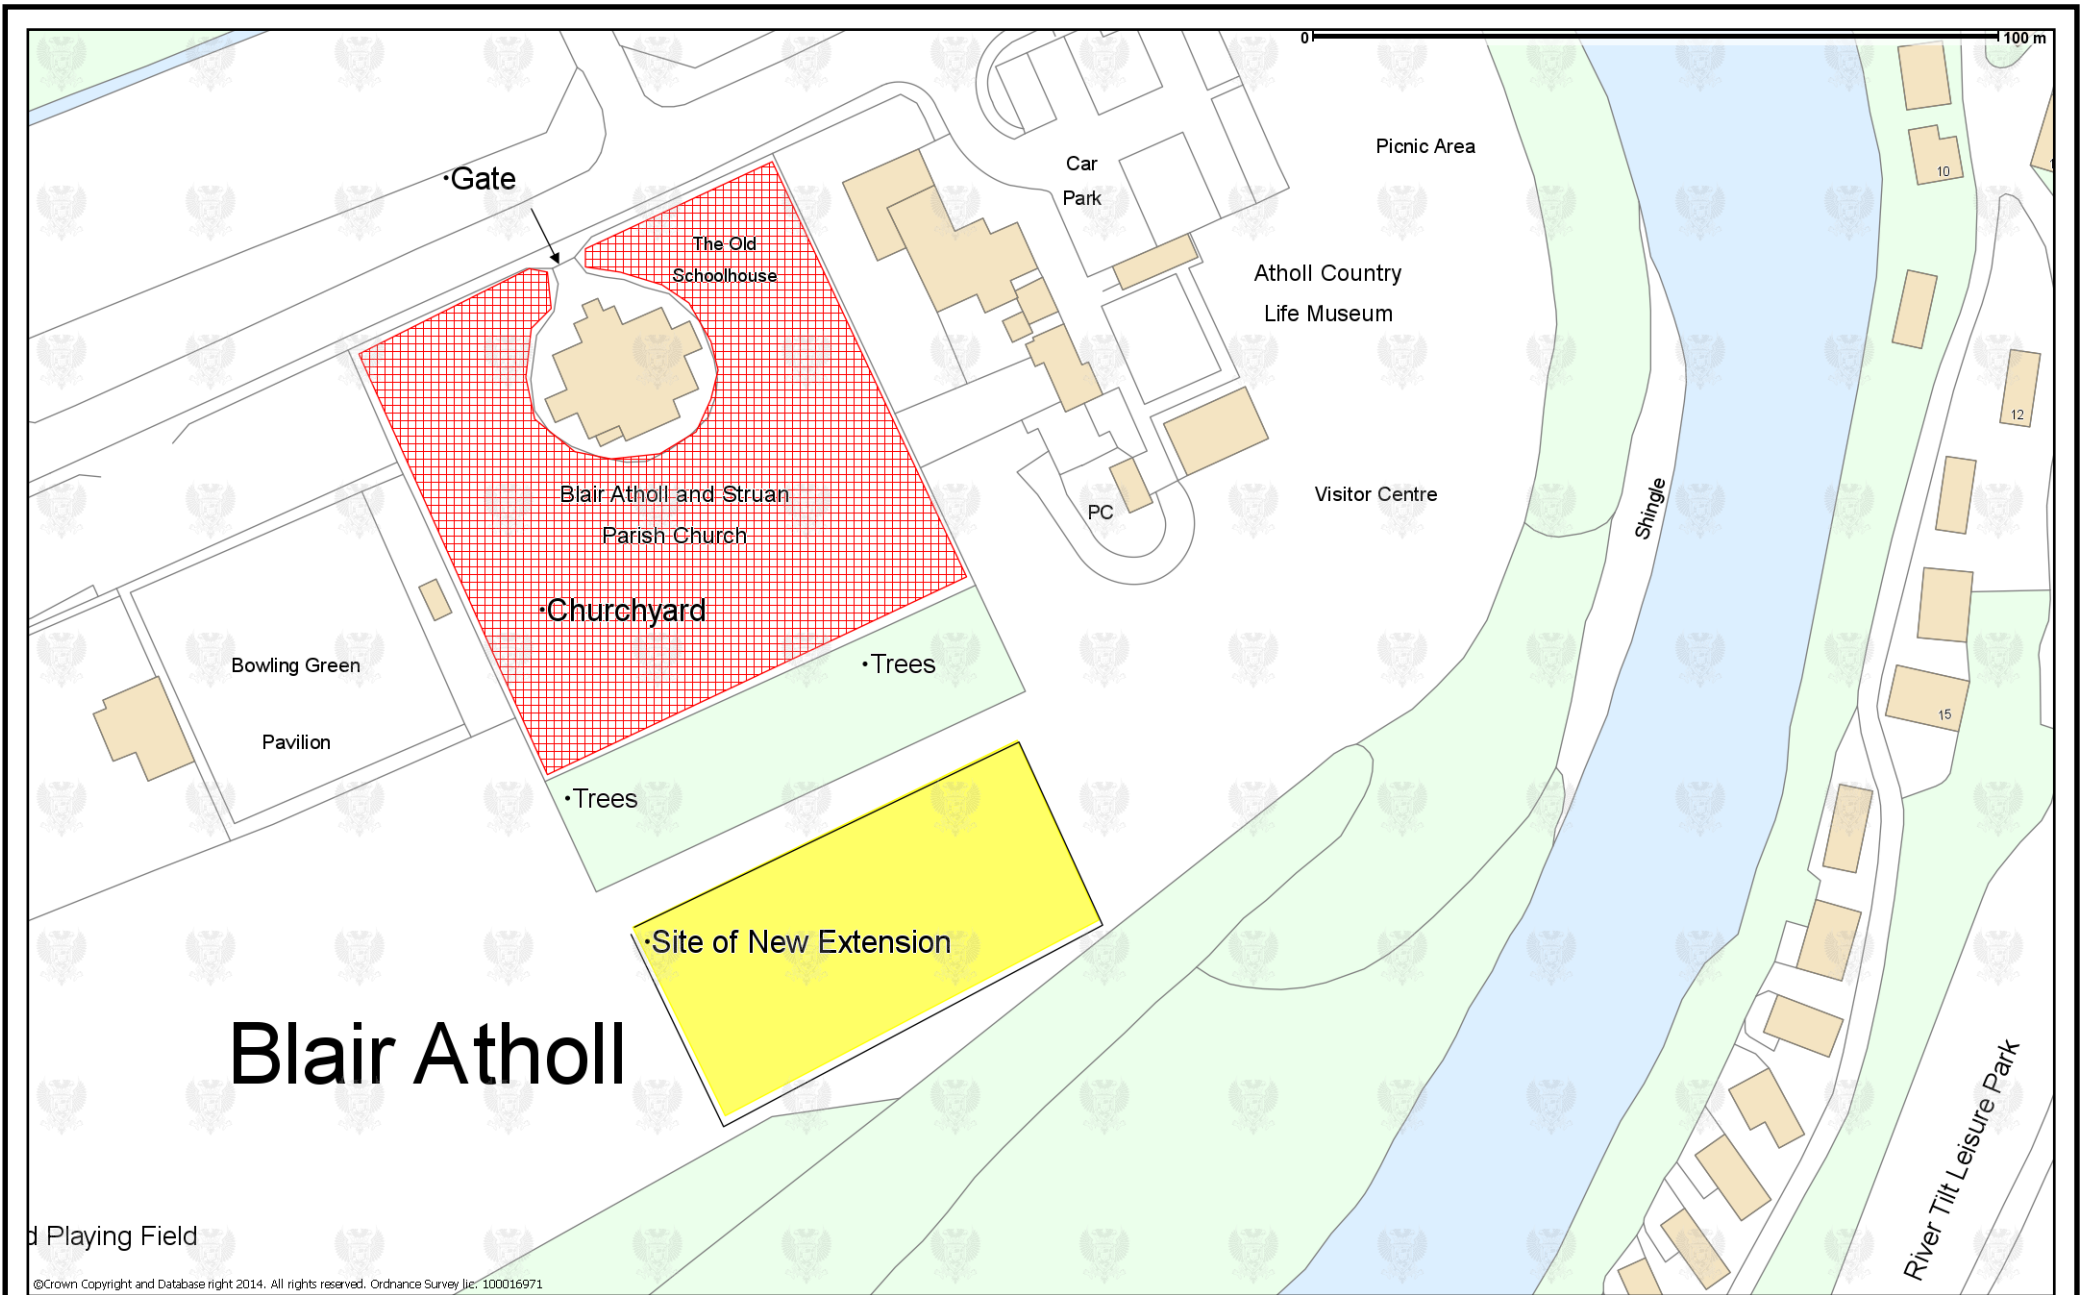 0
100 m
Picnic Area
10
Car
Park
Gate
The Old
Schoolhouse
Atholl Country
Life Museum
12
Blair Atholl and Struan
Parish Church
Visitor Centre
Shingle
PC
Churchyard
Trees
Bowling Green
15
Pavilion
Trees
Site of New Extension
Blair Atholl
River Tilt Leisure Park
d Playing Field
©Crown Copyright and Database right 2014. All rights reserved. Ordnance Survey lic. 100016971